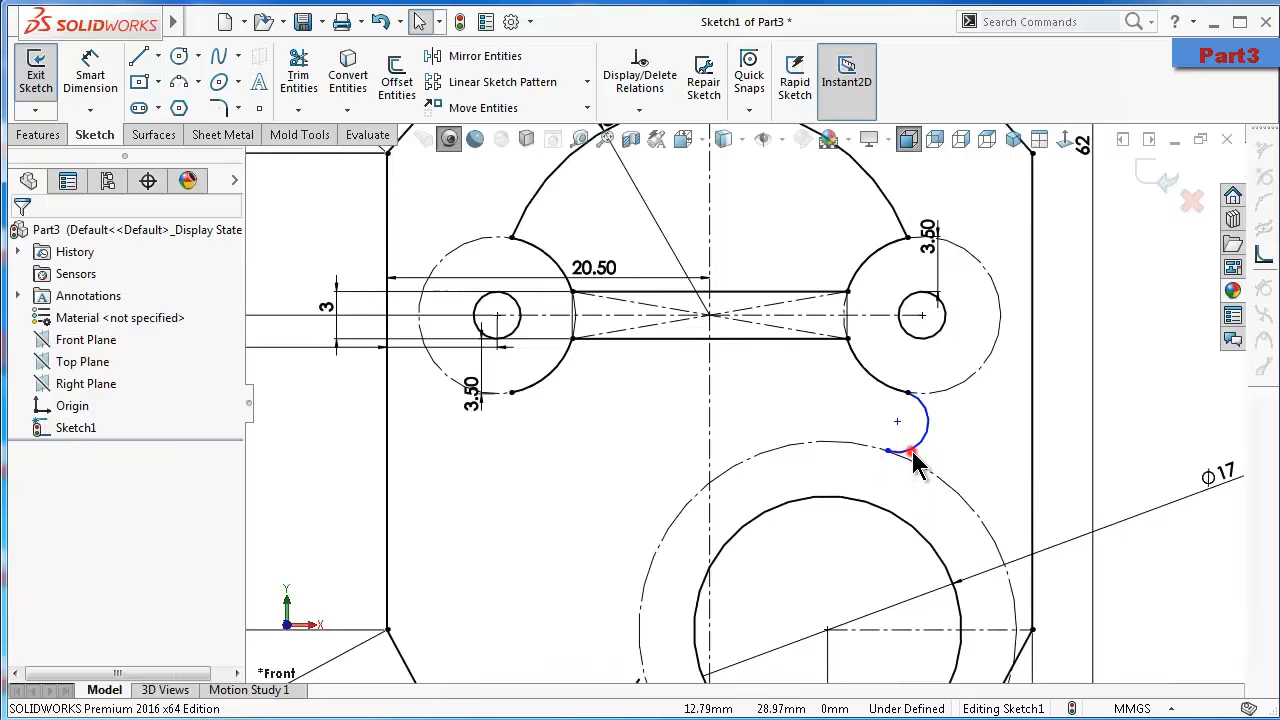 SOLIDWORKS
Sketch1 of Part3 *
Search Commands
Part3
Exit Sketch
Smart Dimension
Trim Entities
Convert Entities
Offset Entities
Mirror Entities
Linear Sketch Pattern
Move Entities
Display/Delete Relations
Repair Sketch
Quick Snaps
Rapid Sketch
Instant2D
Features
Sketch
Surfaces
Sheet Metal
Mold Tools
Evaluate
Part3 (Default<<Default>_Display State
History
Sensors
Annotations
Material <not specified>
Front Plane
Top Plane
Right Plane
Origin
Sketch1
62
3.50
20.50
3
3.50
Φ17
Y
X
*Front
Model
3D Views
Motion Study 1
SOLIDWORKS Premium 2016 x64 Edition
12.79mm
28.97mm
0mm
Under Defined
Editing Sketch1
MMGS